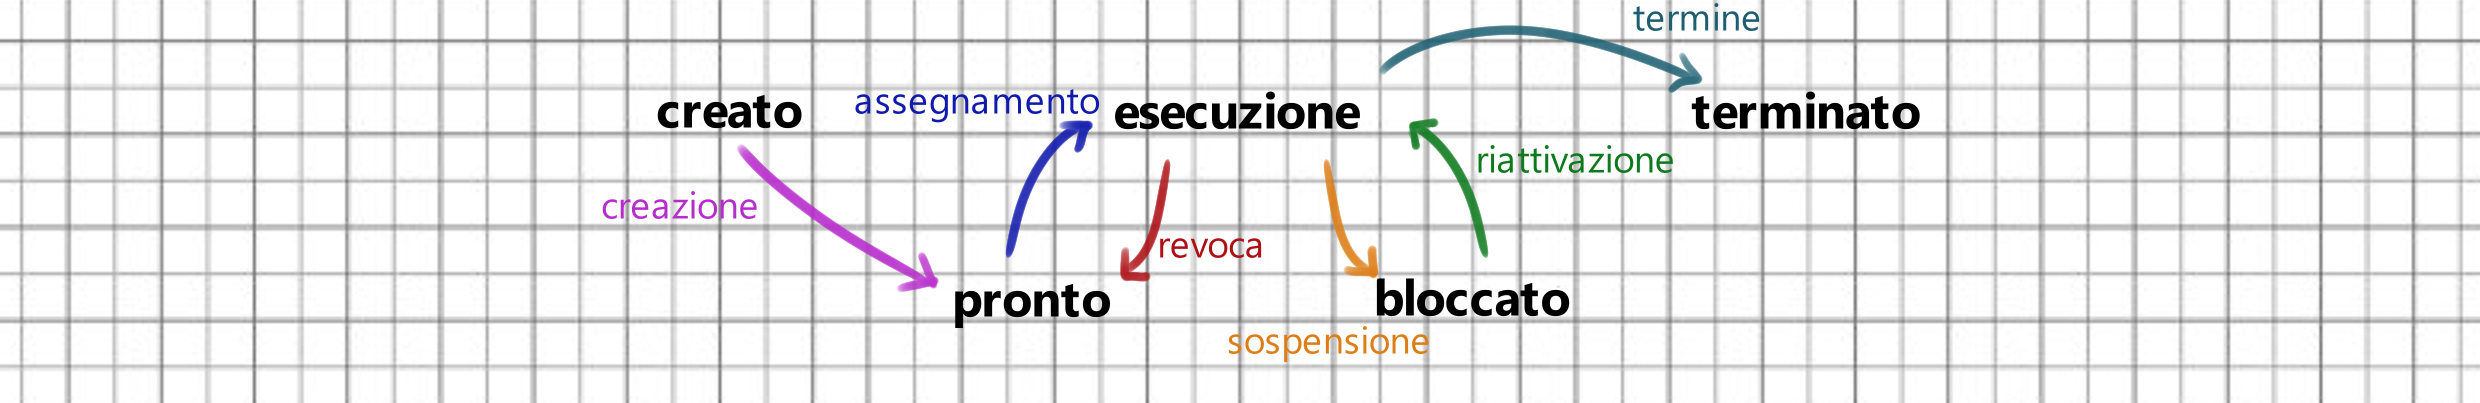 termine
creato
assegnamento
esecuzione
terminato
riattivazione
creazione
revoca
pronto
bloccato
sospensione